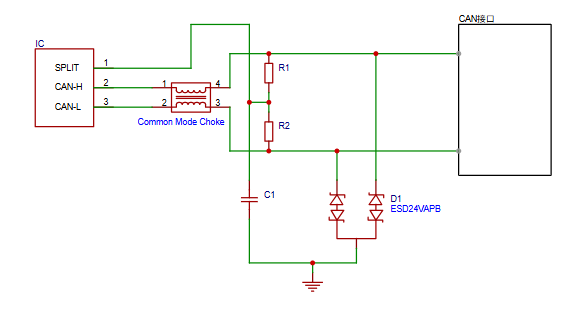 CAN接口
IC
SPLIT 1
CAN-H 2
CAN-L 3
1 4
2 3
Common Mode Choke
R1
R2
C1
D1
ESD24VAPB